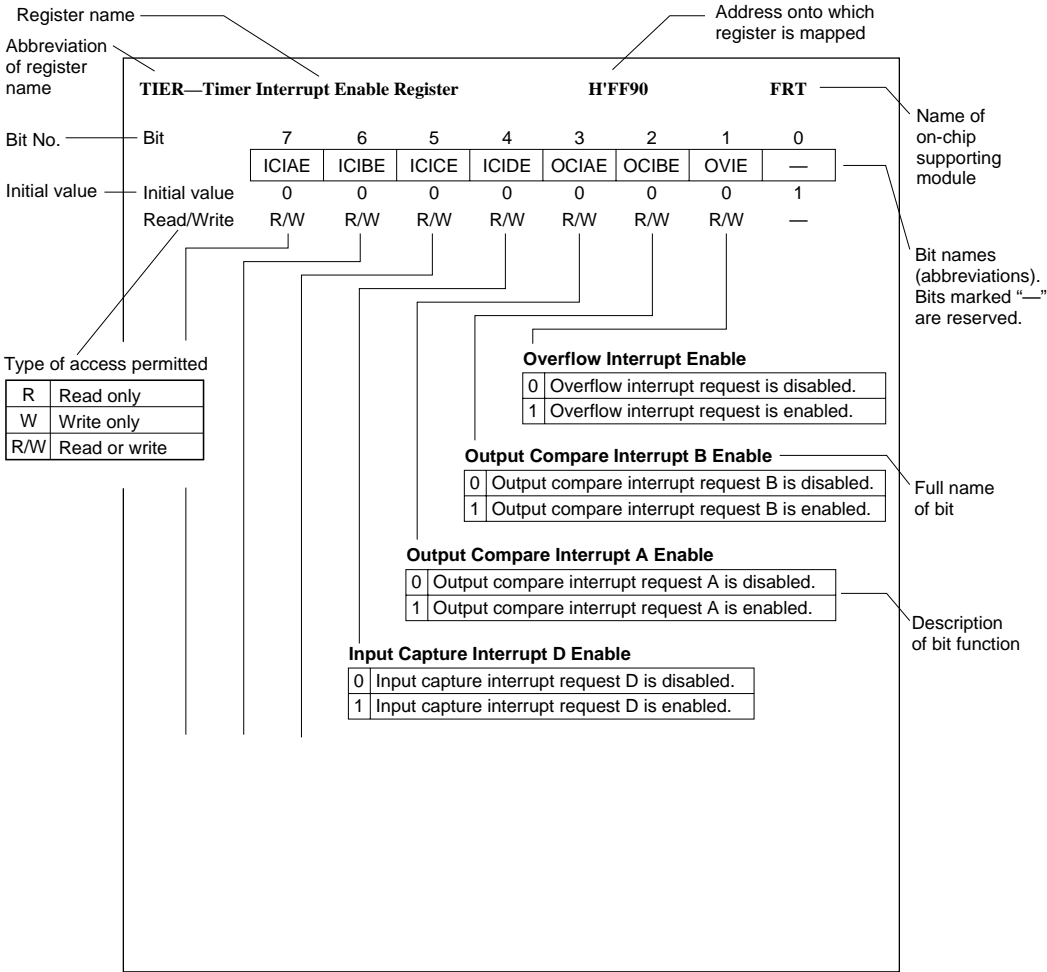 Register name
Address onto which
register is mapped
Abbreviation
of register
name
TIER—Timer Interrupt Enable Register H'FF90 FRT
Name of
on-chip
supporting
module
Bit No. Bit 7 6 5 4 3 2 1 0
ICIAE ICIBE ICICE ICIDE OCIAE OCIBE OVIE —
Initial value Initial value 0 0 0 0 0 0 0 1
Read/Write R/W R/W R/W R/W R/W R/W R/W —
Bit names
(abbreviations).
Bits marked “—”
are reserved.
Type of access permitted
R Read only
W Write only
R/W Read or write
Overflow Interrupt Enable
0 Overflow interrupt request is disabled.
1 Overflow interrupt request is enabled.
Output Compare Interrupt B Enable
0 Output compare interrupt request B is disabled.
1 Output compare interrupt request B is enabled.
Full name
of bit
Output Compare Interrupt A Enable
0 Output compare interrupt request A is disabled.
1 Output compare interrupt request A is enabled.
Description
of bit function
Input Capture Interrupt D Enable
0 Input capture interrupt request D is disabled.
1 Input capture interrupt request D is enabled.